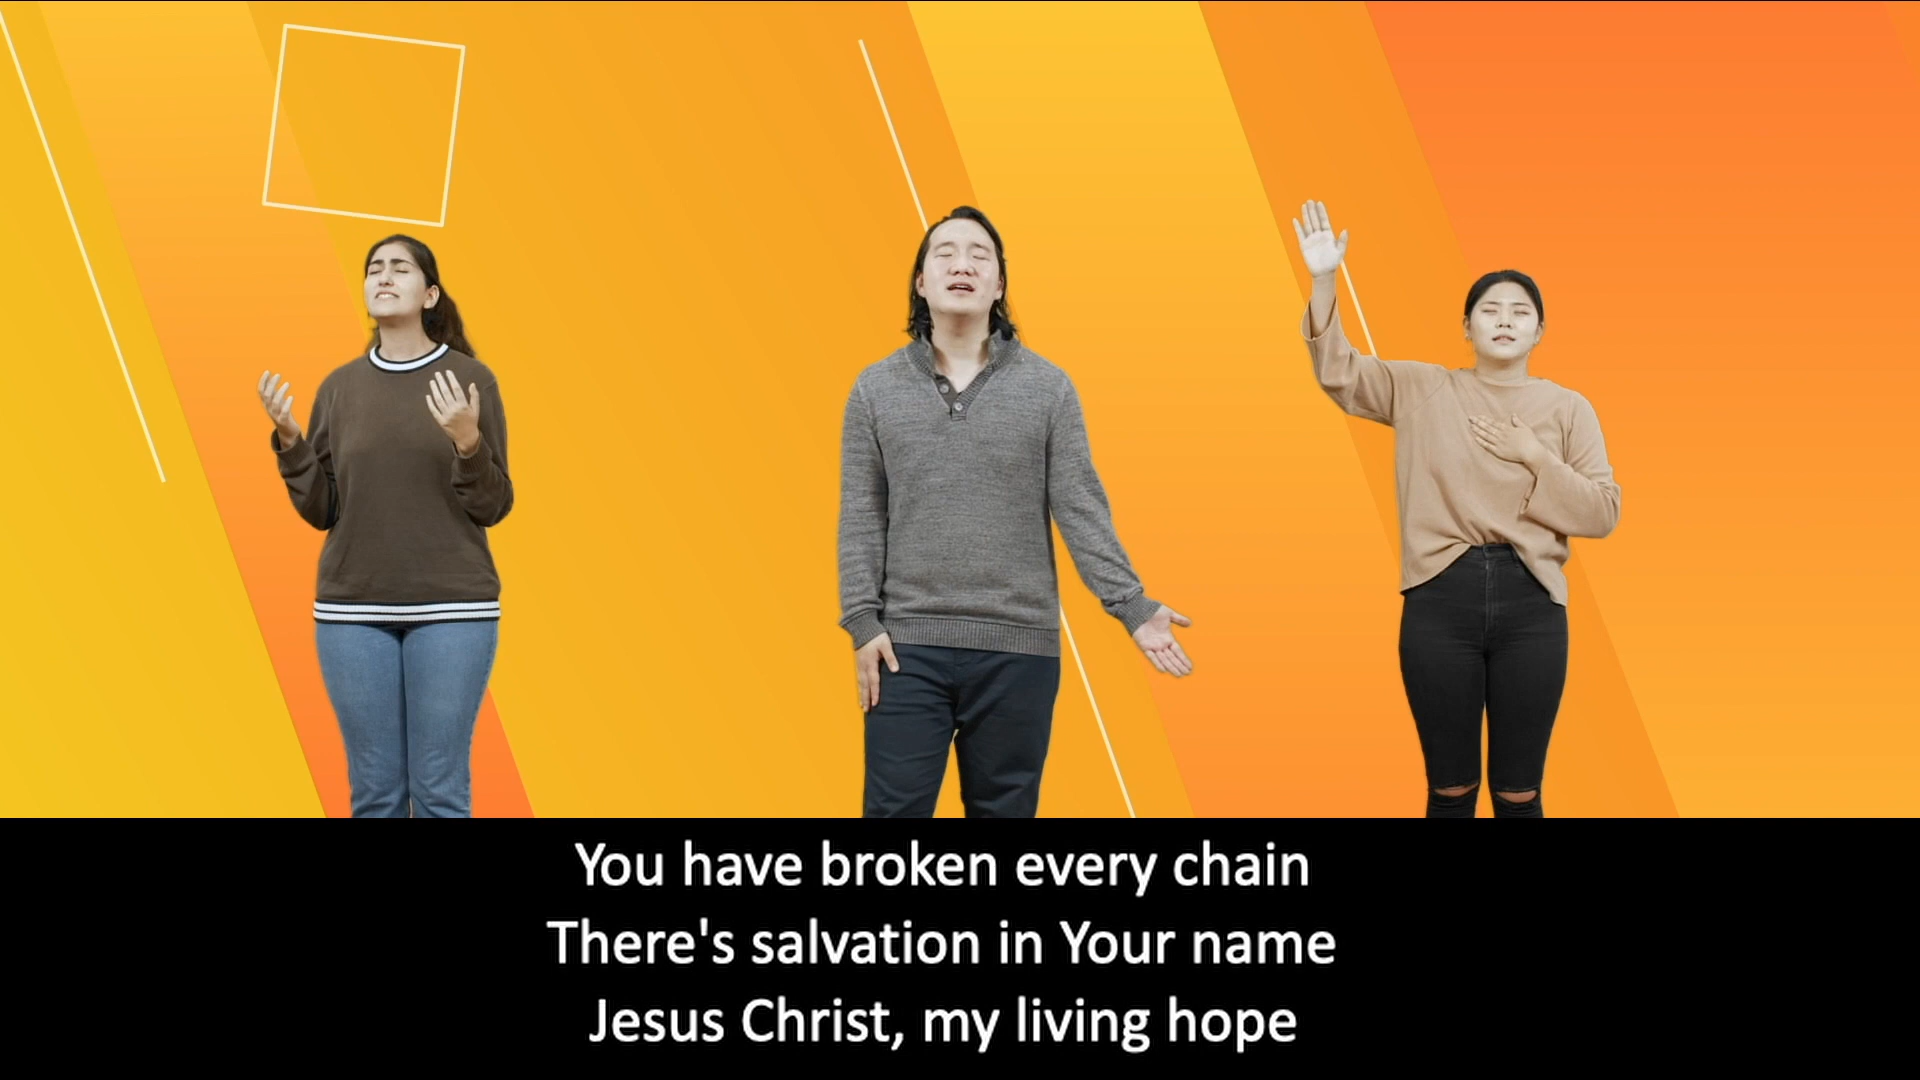 You have broken every chain
There's salvation in Your name
Jesus Christ, my living hope